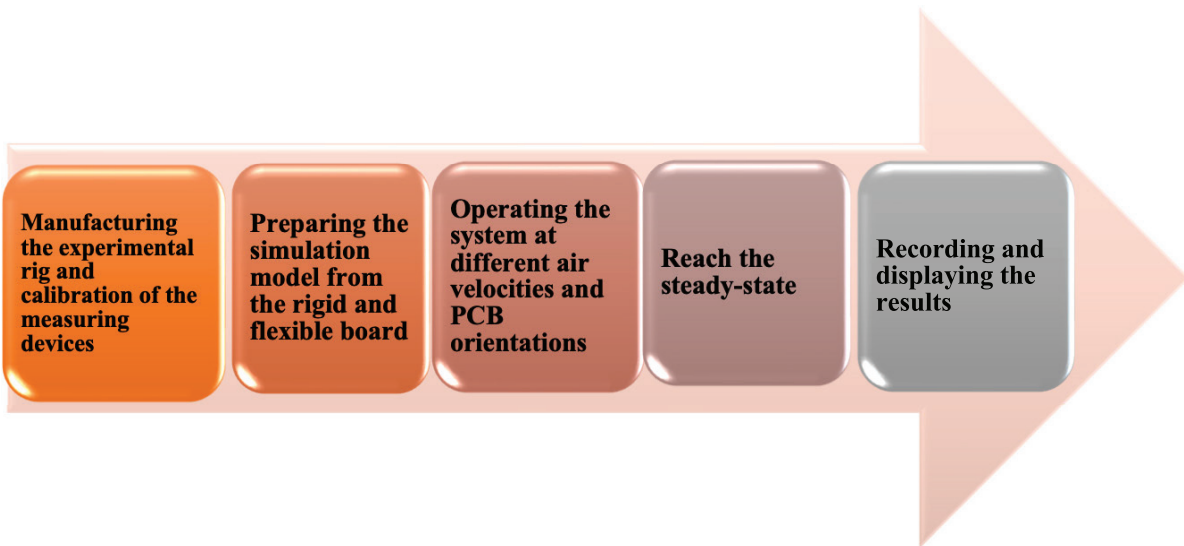 Manufacturing
the experimental
rig and
calibration of the
measuring
devices
Preparing the
simulation
model from
the rigid and
flexible board
Operating the
system at
different air
velocities and
PCB
orientations
Reach the
steady-state
Recording and
displaying the
results